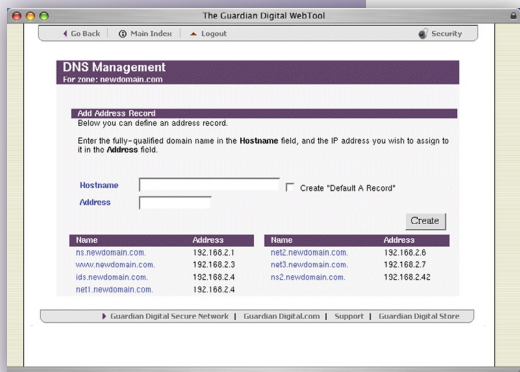 The Guardian Digital WebTool
Go Back | Main Index | Logout
Security
DNS Management
For zone: newdomain.com
Add Address Record
Below you can define an address record.
Enter the fully-qualified domain name in the Hostname field, and the IP address you wish to assign to
it in the Address field.
Hostname
Create "Default A Record"
Address
Create
Name Address Name Address
ns.newdomain.com. 192.168.2.1 net2.newdomain.com. 192.168.2.6
www.newdomain.com. 192.168.2.3 net3.newdomain.com. 192.168.2.7
ids.newdomain.com. 192.168.2.4 ns2.newdomain.com. 192.168.2.42
net1.newdomain.com. 192.168.2.4
Guardian Digital Secure Network | Guardian Digital.com | Support | Guardian Digital Store